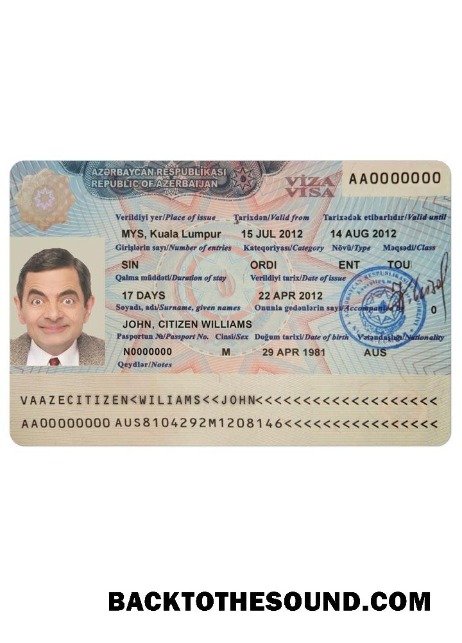 AZƏRBAYCAN RESPUBLIKASI
REPUBLIC OF AZERBAIJAN
VİZA
VISA
AA0000000
Verildiyi yer/Place of issue Tarixdən/Valid from Tarixədək etibarlıdır/Valid until
MYS, Kuala Lumpur 15 JUL 2012 14 AUG 2012
Girişlərin sayı/Number of entries Kateqoriyası/Category Növü/Type Məqsədi/Class
SIN ORDI ENT TOU
Qalma müddəti/Duration of stay Verildiyi tarix/Date of issue
17 DAYS 22 APR 2012 0
Soyadı, adı/Surname, given names Onunla gedənlərin sayı/Accompanied by
JOHN, CITIZEN WILLIAMS
Pasportun №/Passport No. Cinsi/Sex Doğum tarixi/Date of birth Vətəndaşlığı/Nationality
N0000000 M 29 APR 1981 AUS
Qeydlər/Notes
VAAZECITIZEN<WILIAMS<<JOHN<<<<<<<<<<<<<<<<<<<
AA00000000AUS8104292M1208146<<<<<<<<<<<<<<<<
BACKTOTHESOUND.COM